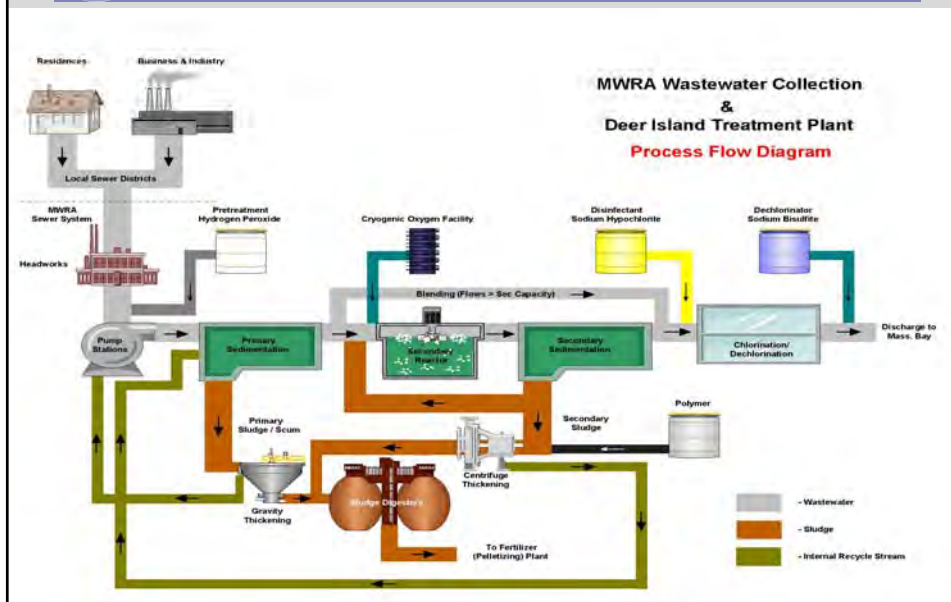 Residences
Business & Industry
MWRA Wastewater Collection
&
Deer Island Treatment Plant
Process Flow Diagram
Local Sewer Districts
MWRA
Sewer System
Pretreatment
Hydrogen Peroxide
Cryogenic Oxygen Facility
Disinfectant
Sodium Hypochlorite
Dechlorinator
Sodium Bisulfite
Headworks
Blending (Flows > Sec Capacity)
Pump
Stations
Primary
Sedimentation
Secondary
Reactor
Secondary
Sedimentation
Chlorination/
Dechlorination
Discharge to
Mass. Bay
Primary
Sludge / Scum
Secondary
Sludge
Polymer
Centrifuge
Thickening
Sludge Digesters
Gravity
Thickening
- Wastewater
- Sludge
- Internal Recycle Stream
To Fertilizer
(Pelletizing) Plant